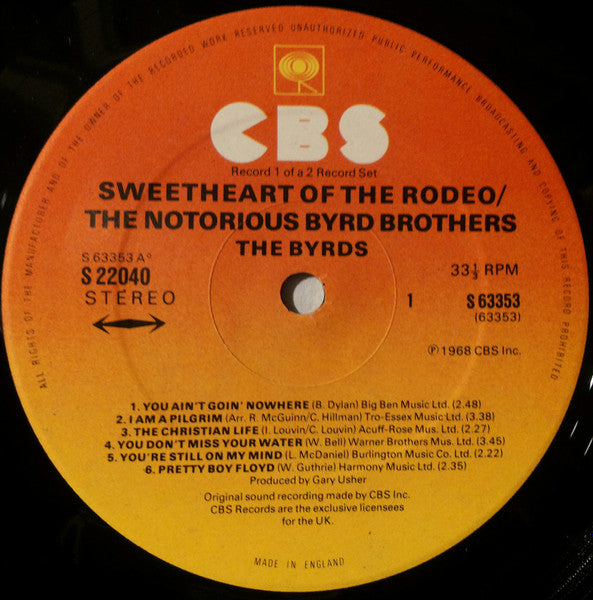 ALL RIGHTS OF THE MANUFACTURER AND OF THE OWNER OF THE RECORDED WORK RESERVED UNAUTHORIZED PUBLIC PERFORMANCE BROADCASTING AND COPYING OF THIS RECORD PROHIBITED
CBS
Record 1 of a 2 Record Set
SWEETHEART OF THE RODEO/
THE NOTORIOUS BYRD BROTHERS
THE BYRDS
S 63353 A°
S 22040
STEREO
33⅓ RPM
1 S 63353
(63353)
℗ 1968 CBS Inc.
1. YOU AIN'T GOIN' NOWHERE (B. Dylan) Big Ben Music Ltd. (2.48)
2. I AM A PILGRIM (Arr. R. McGuinn/C. Hillman) Tro-Essex Music Ltd. (3.38)
3. THE CHRISTIAN LIFE (I. Louvin/C. Louvin) Acuff-Rose Mus. Ltd. (2.27)
4. YOU DON'T MISS YOUR WATER (W. Bell) Warner Brothers Mus. Ltd. (3.45)
5. YOU'RE STILL ON MY MIND (L. McDaniel) Burlington Music Co. Ltd. (2.22)
6. PRETTY BOY FLOYD (W. Guthrie) Harmony Music Ltd. (2.35)
Produced by Gary Usher
Original sound recording made by CBS Inc.
CBS Records are the exclusive licensees
for the UK.
MADE IN ENGLAND